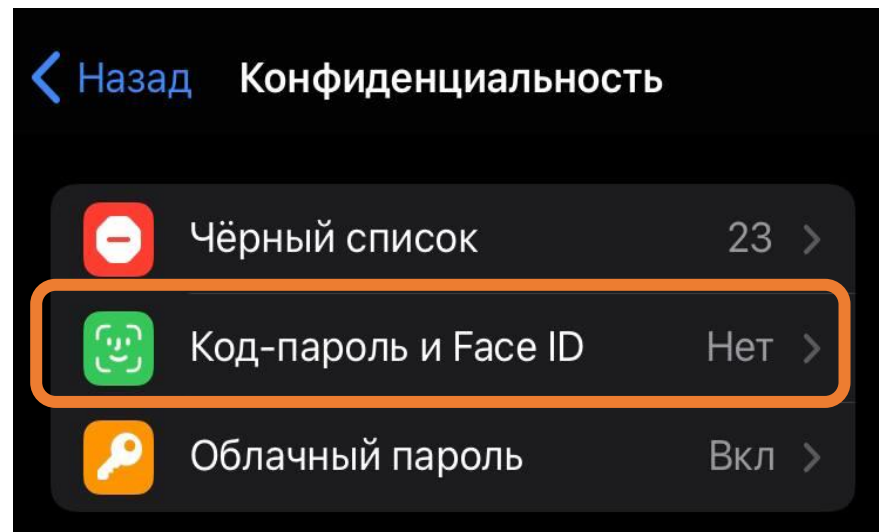 Назад Конфиденциальность
Чёрный список 23
Код-пароль и Face ID Нет
Облачный пароль Вкл